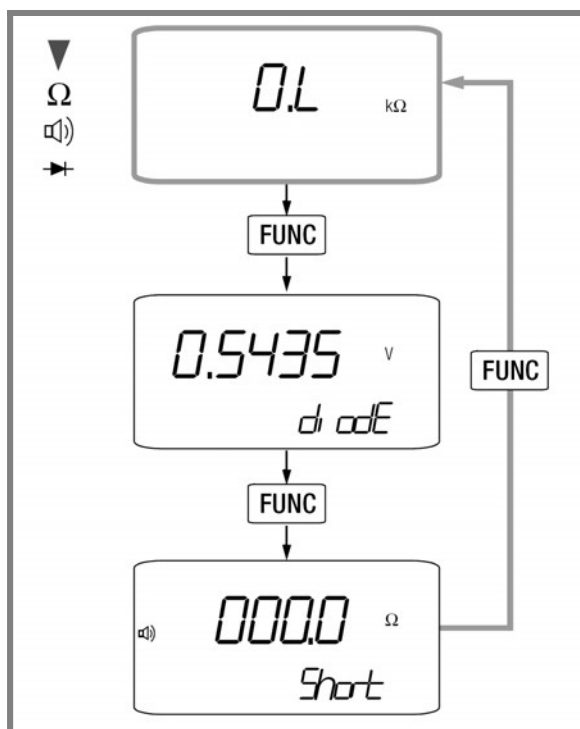 Ω
0.L kΩ
FUNC
0.5435 V
diodE
FUNC
FUNC
000.0 Ω
Short